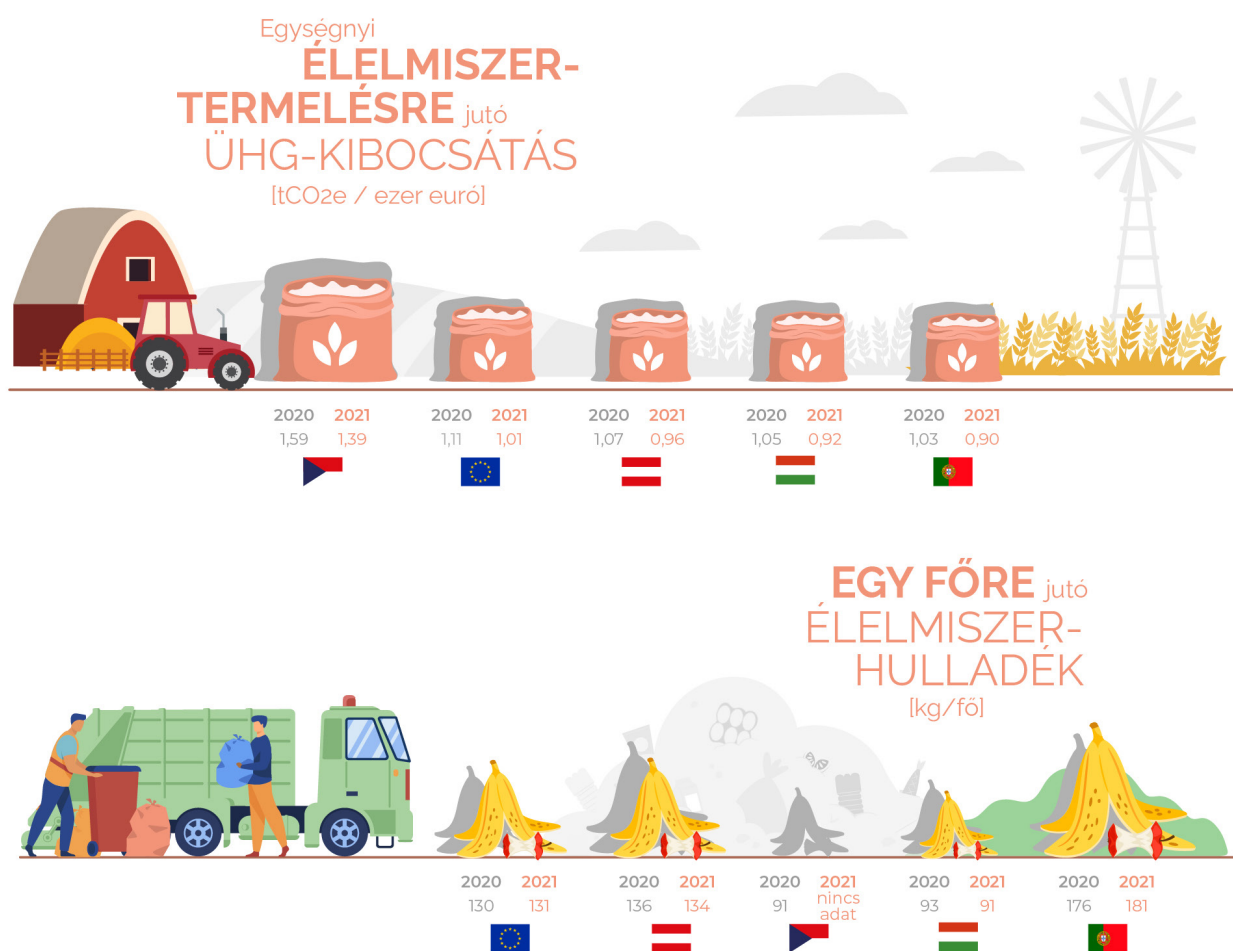 Egységnyi
ÉLELMISZER-
TERMELÉSRE jutó
ÜHG-KIBOCSÁTÁS
[tCO2e / ezer euró]
2020 2021
1,59 1,39
2020 2021
1,11 1,01
2020 2021
1,07 0,96
2020 2021
1,05 0,92
2020 2021
1,03 0,90
EGY FŐRE jutó
ÉLELMISZER-
HULLADÉK
[kg/fő]
2020 2021
130 131
2020 2021
136 134
2020 2021
91 nincs
adat
2020 2021
93 91
2020 2021
176 181